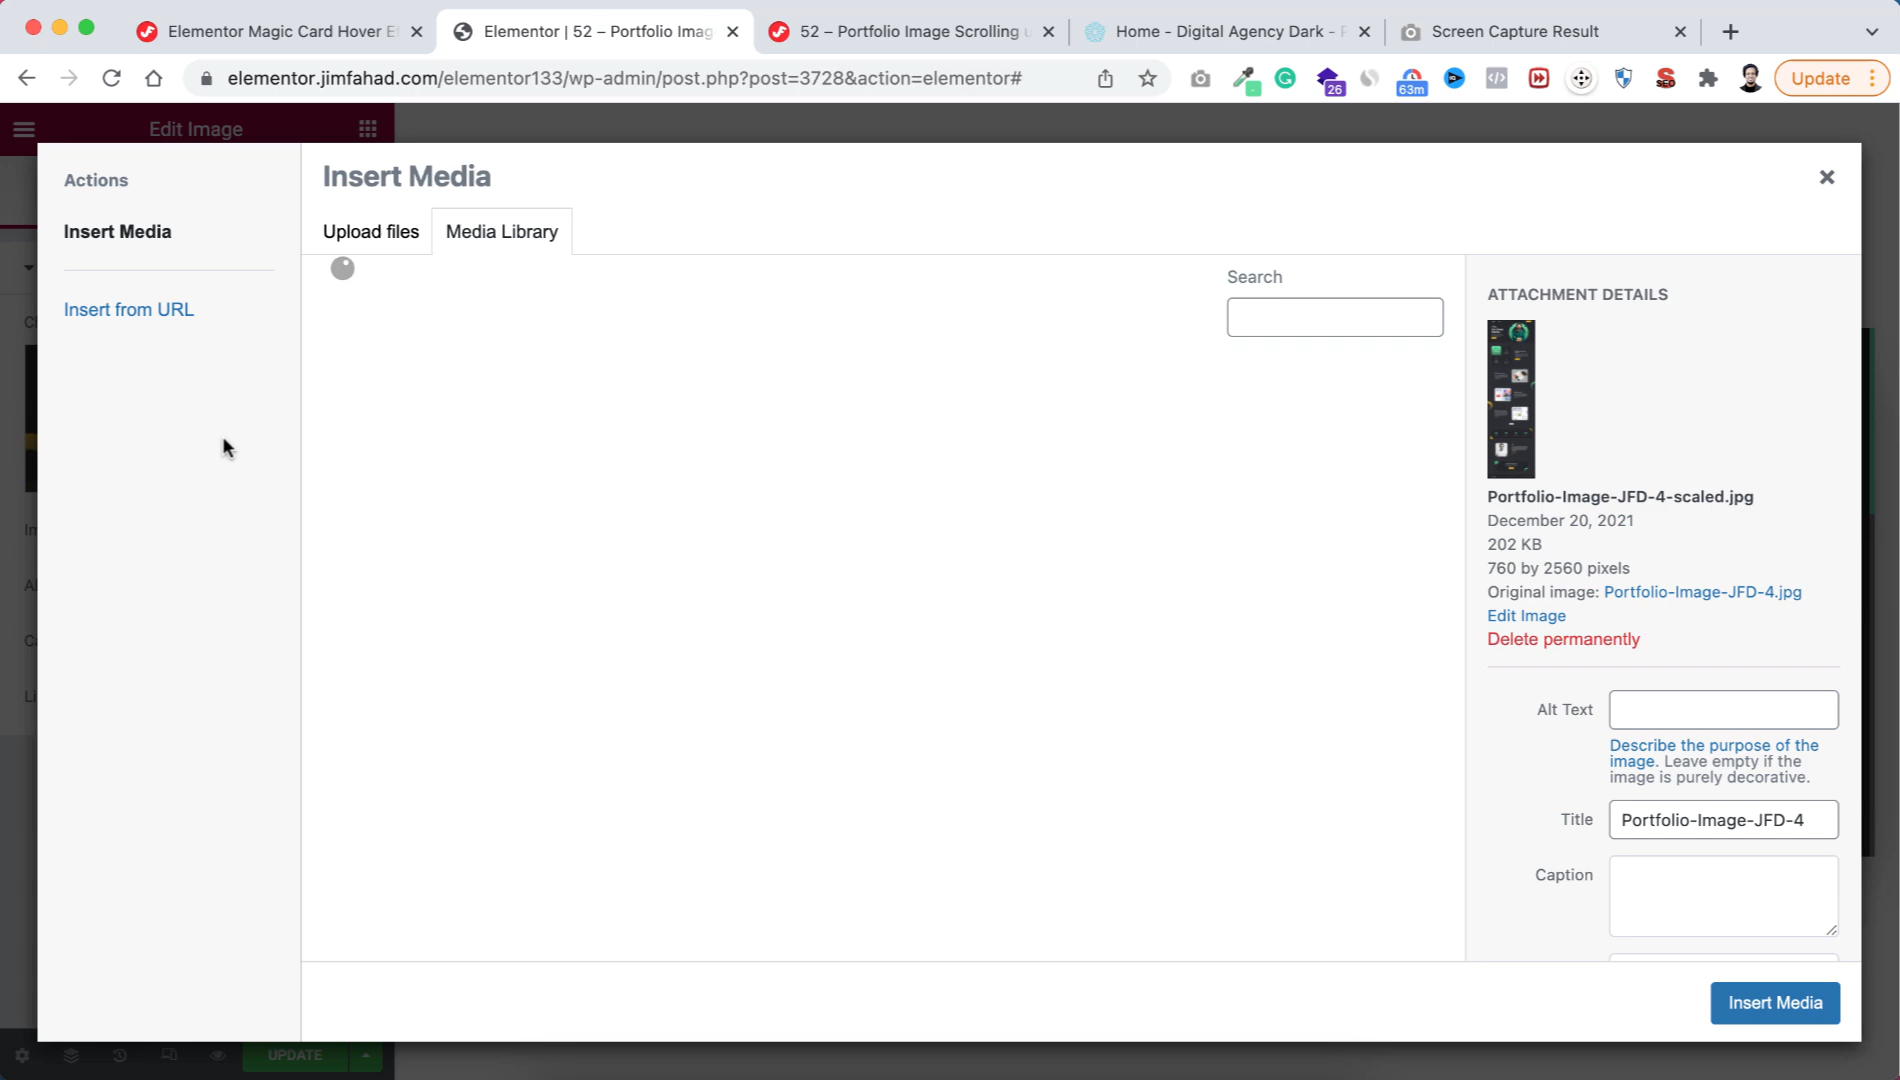 Elementor Magic Card Hover Ef
Elementor | 52 – Portfolio Imag
52 – Portfolio Image Scrolling u
Home - Digital Agency Dark - P
Screen Capture Result
elementor.jimfahad.com/elementor133/wp-admin/post.php?post=3728&action=elementor#
26
63m
SEO
Update
Edit Image
Actions
Insert Media
Insert from URL
Insert Media
Upload files
Media Library
Search
ATTACHMENT DETAILS
Portfolio-Image-JFD-4-scaled.jpg
December 20, 2021
202 KB
760 by 2560 pixels
Original image: Portfolio-Image-JFD-4.jpg
Edit Image
Delete permanently
Alt Text
Describe the purpose of the
image. Leave empty if the
image is purely decorative.
Title
Portfolio-Image-JFD-4
Caption
Insert Media
UPDATE